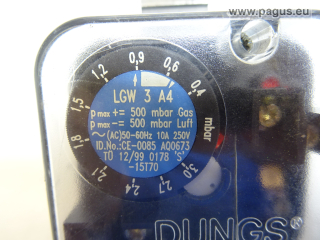 © www.pagus.eu
0,4
0,6
0,9
1,2
1,5
1,8
2,1
2,4
2,7
3,0
mbar
LGW 3 A4
p max += 500 mbar Gas
p max -= 500 mbar Luft
~(AC)50-60Hz 10A 250V
ID.No.:CE-0085 AQ0673
TO 12/99 0178 'S'
-15T70
DUNGS®